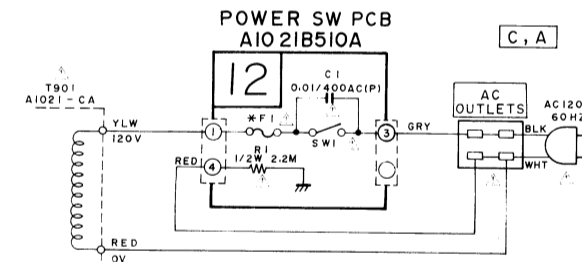 POWER SW PCB
A1021B510A
C, A
12
C1
0.01/400AC(P)
T901
A1021-CA
AC
OUTLETS
AC120
60HZ
YLW
120V
1
*F1
SW1
3
GRY
BLK
WHT
RED
4
R1
1/2W 2.2M
RED
0V